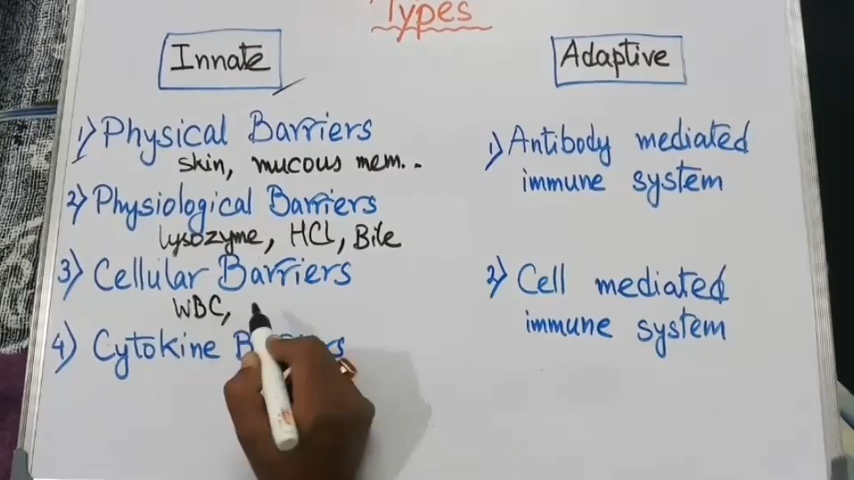 Types
Innate
Adaptive
1) Physical Barriers
skin, mucous mem..
2) Physiological Barriers
lysozyme, HCl, Bile
3) Cellular Barriers
WBC,
4) Cytokine
1) Antibody mediated
immune system
2) Cell mediated
immune system